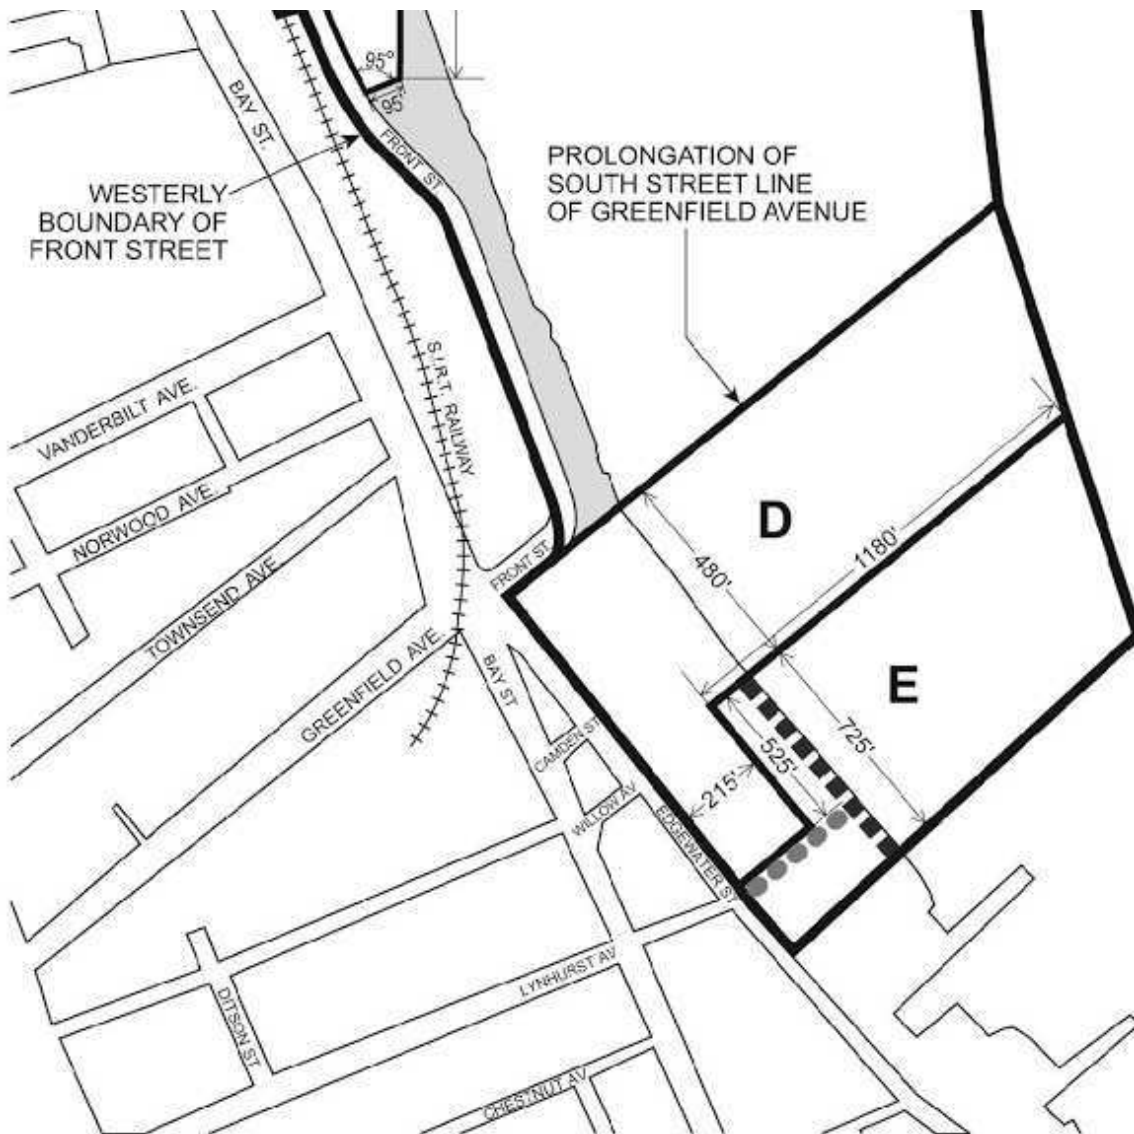 95°
95'
BAY ST.
FRONT ST
WESTERLY
BOUNDARY OF
FRONT STREET
PROLONGATION OF
SOUTH STREET LINE
OF GREENFIELD AVENUE
S.I.R.T. RAILWAY
VANDERBILT AVE.
NORWOOD AVE.
TOWNSEND AVE.
GREENFIELD AVE.
FRONT ST.
D
480'
1180'
E
BAY ST
725'
525'
215'
CAMDEN ST
WILLOW AV
EDGEWATER ST
LYNHURST AV
DITSON ST
CHESTNUT AV